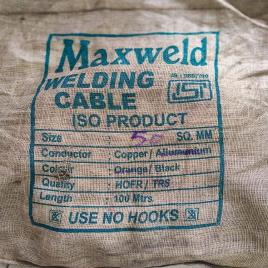 Maxweld
WELDING
CABLE
ISO PRODUCT
Size : 50 SQ. MM
Conductor : Copper / Aluminium
Colour : Orange / Black
Quality : HOFR / TRS
Length : 100 Mtrs.
USE NO HOOKS